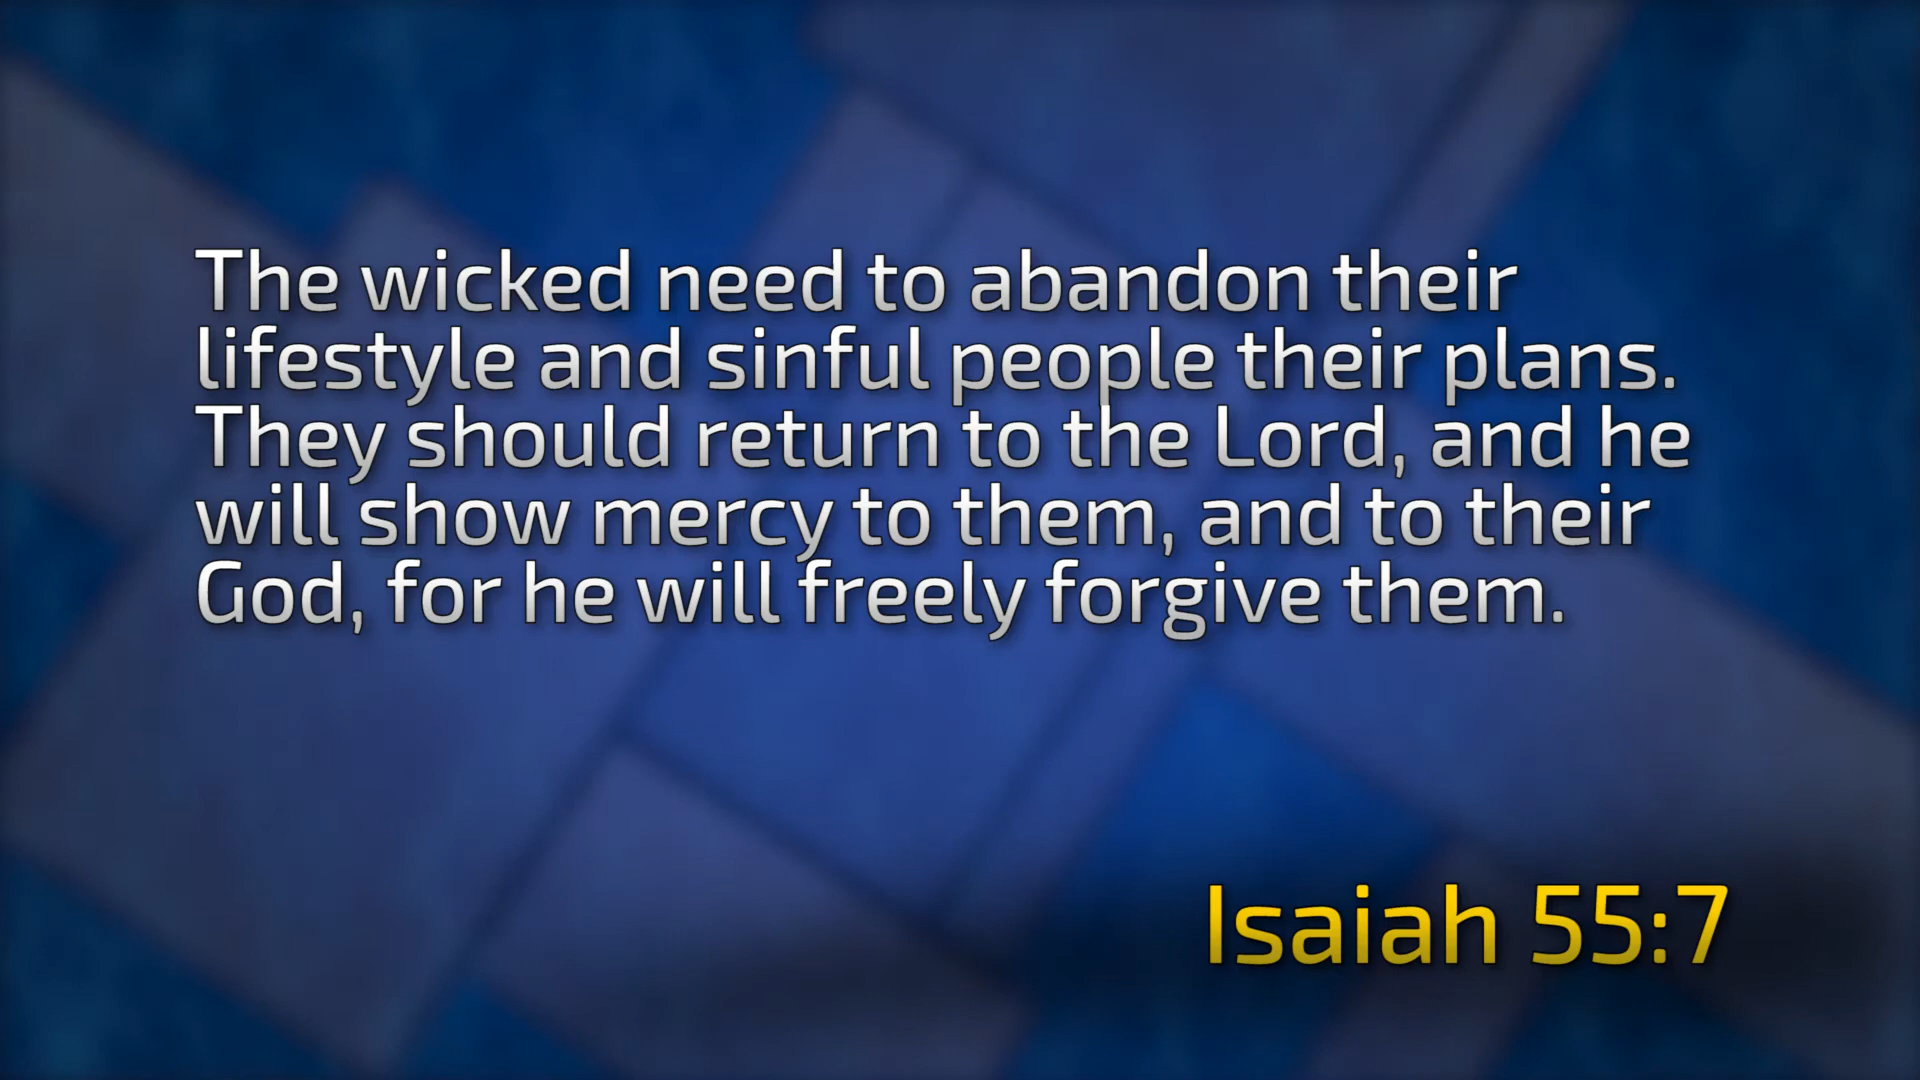 The wicked need to abandon their
lifestyle and sinful people their plans.
They should return to the Lord, and he
will show mercy to them, and to their
God, for he will freely forgive them.
Isaiah 55:7